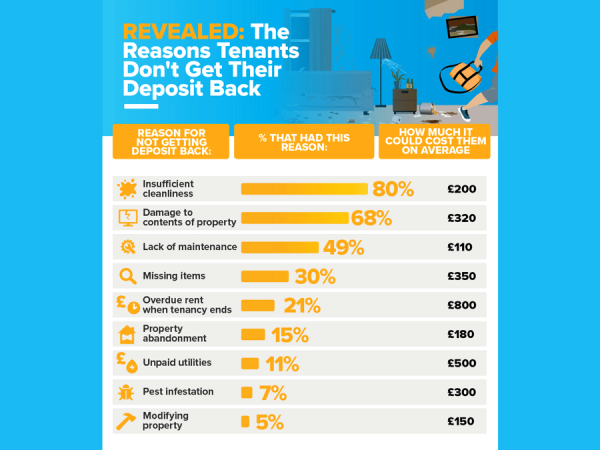 REVEALED: The
Reasons Tenants
Don't Get Their
Deposit Back
REASON FOR
NOT GETTING
DEPOSIT BACK:
% THAT HAD THIS
REASON:
HOW MUCH IT
COULD COST THEM
ON AVERAGE
Insufficient
cleanliness
80%
£200
Damage to
contents of property
68%
£320
Lack of maintenance
49%
£110
Missing items
30%
£350
£
Overdue rent
when tenancy ends
21%
£800
Property
abandonment
15%
£180
£
Unpaid utilities
11%
£500
Pest infestation
7%
£300
Modifying
property
5%
£150